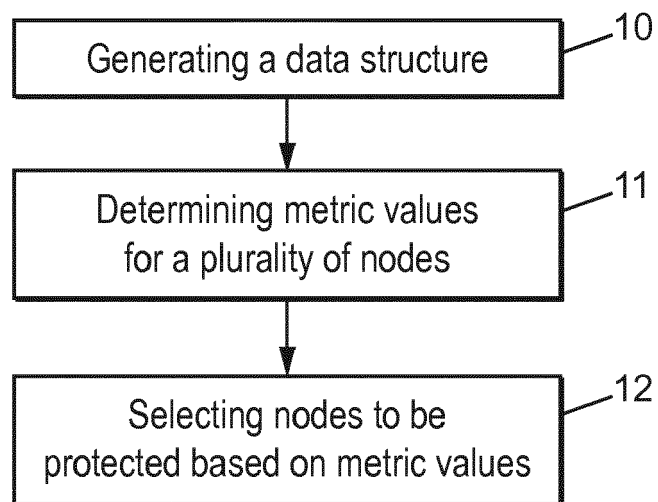 10
Generating a data structure
11
Determining metric values
for a plurality of nodes
12
Selecting nodes to be
protected based on metric values